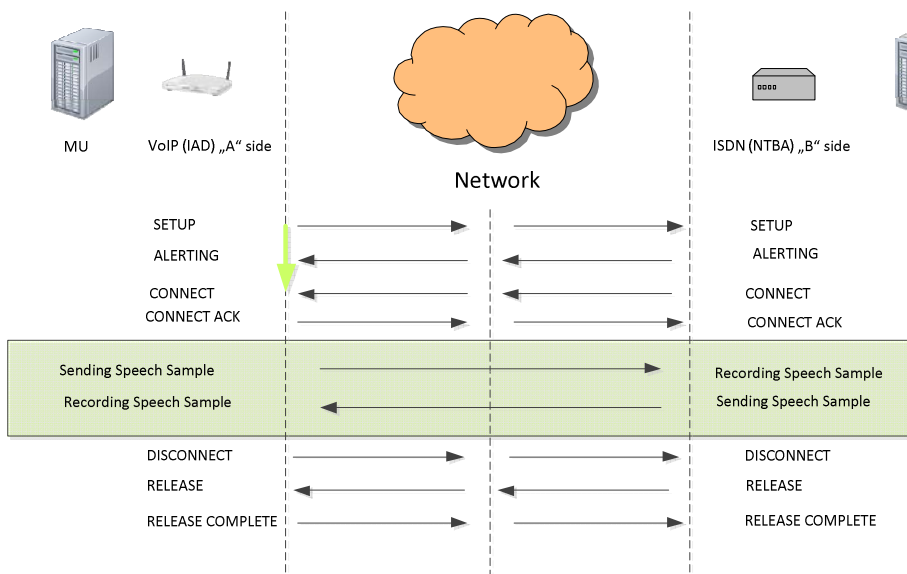 MU
VoIP (IAD) „A“ side
ISDN (NTBA) „B“ side
Network
SETUP
SETUP
ALERTING
ALERTING
CONNECT
CONNECT
CONNECT ACK
CONNECT ACK
Sending Speech Sample
Recording Speech Sample
Recording Speech Sample
Sending Speech Sample
DISCONNECT
DISCONNECT
RELEASE
RELEASE
RELEASE COMPLETE
RELEASE COMPLETE